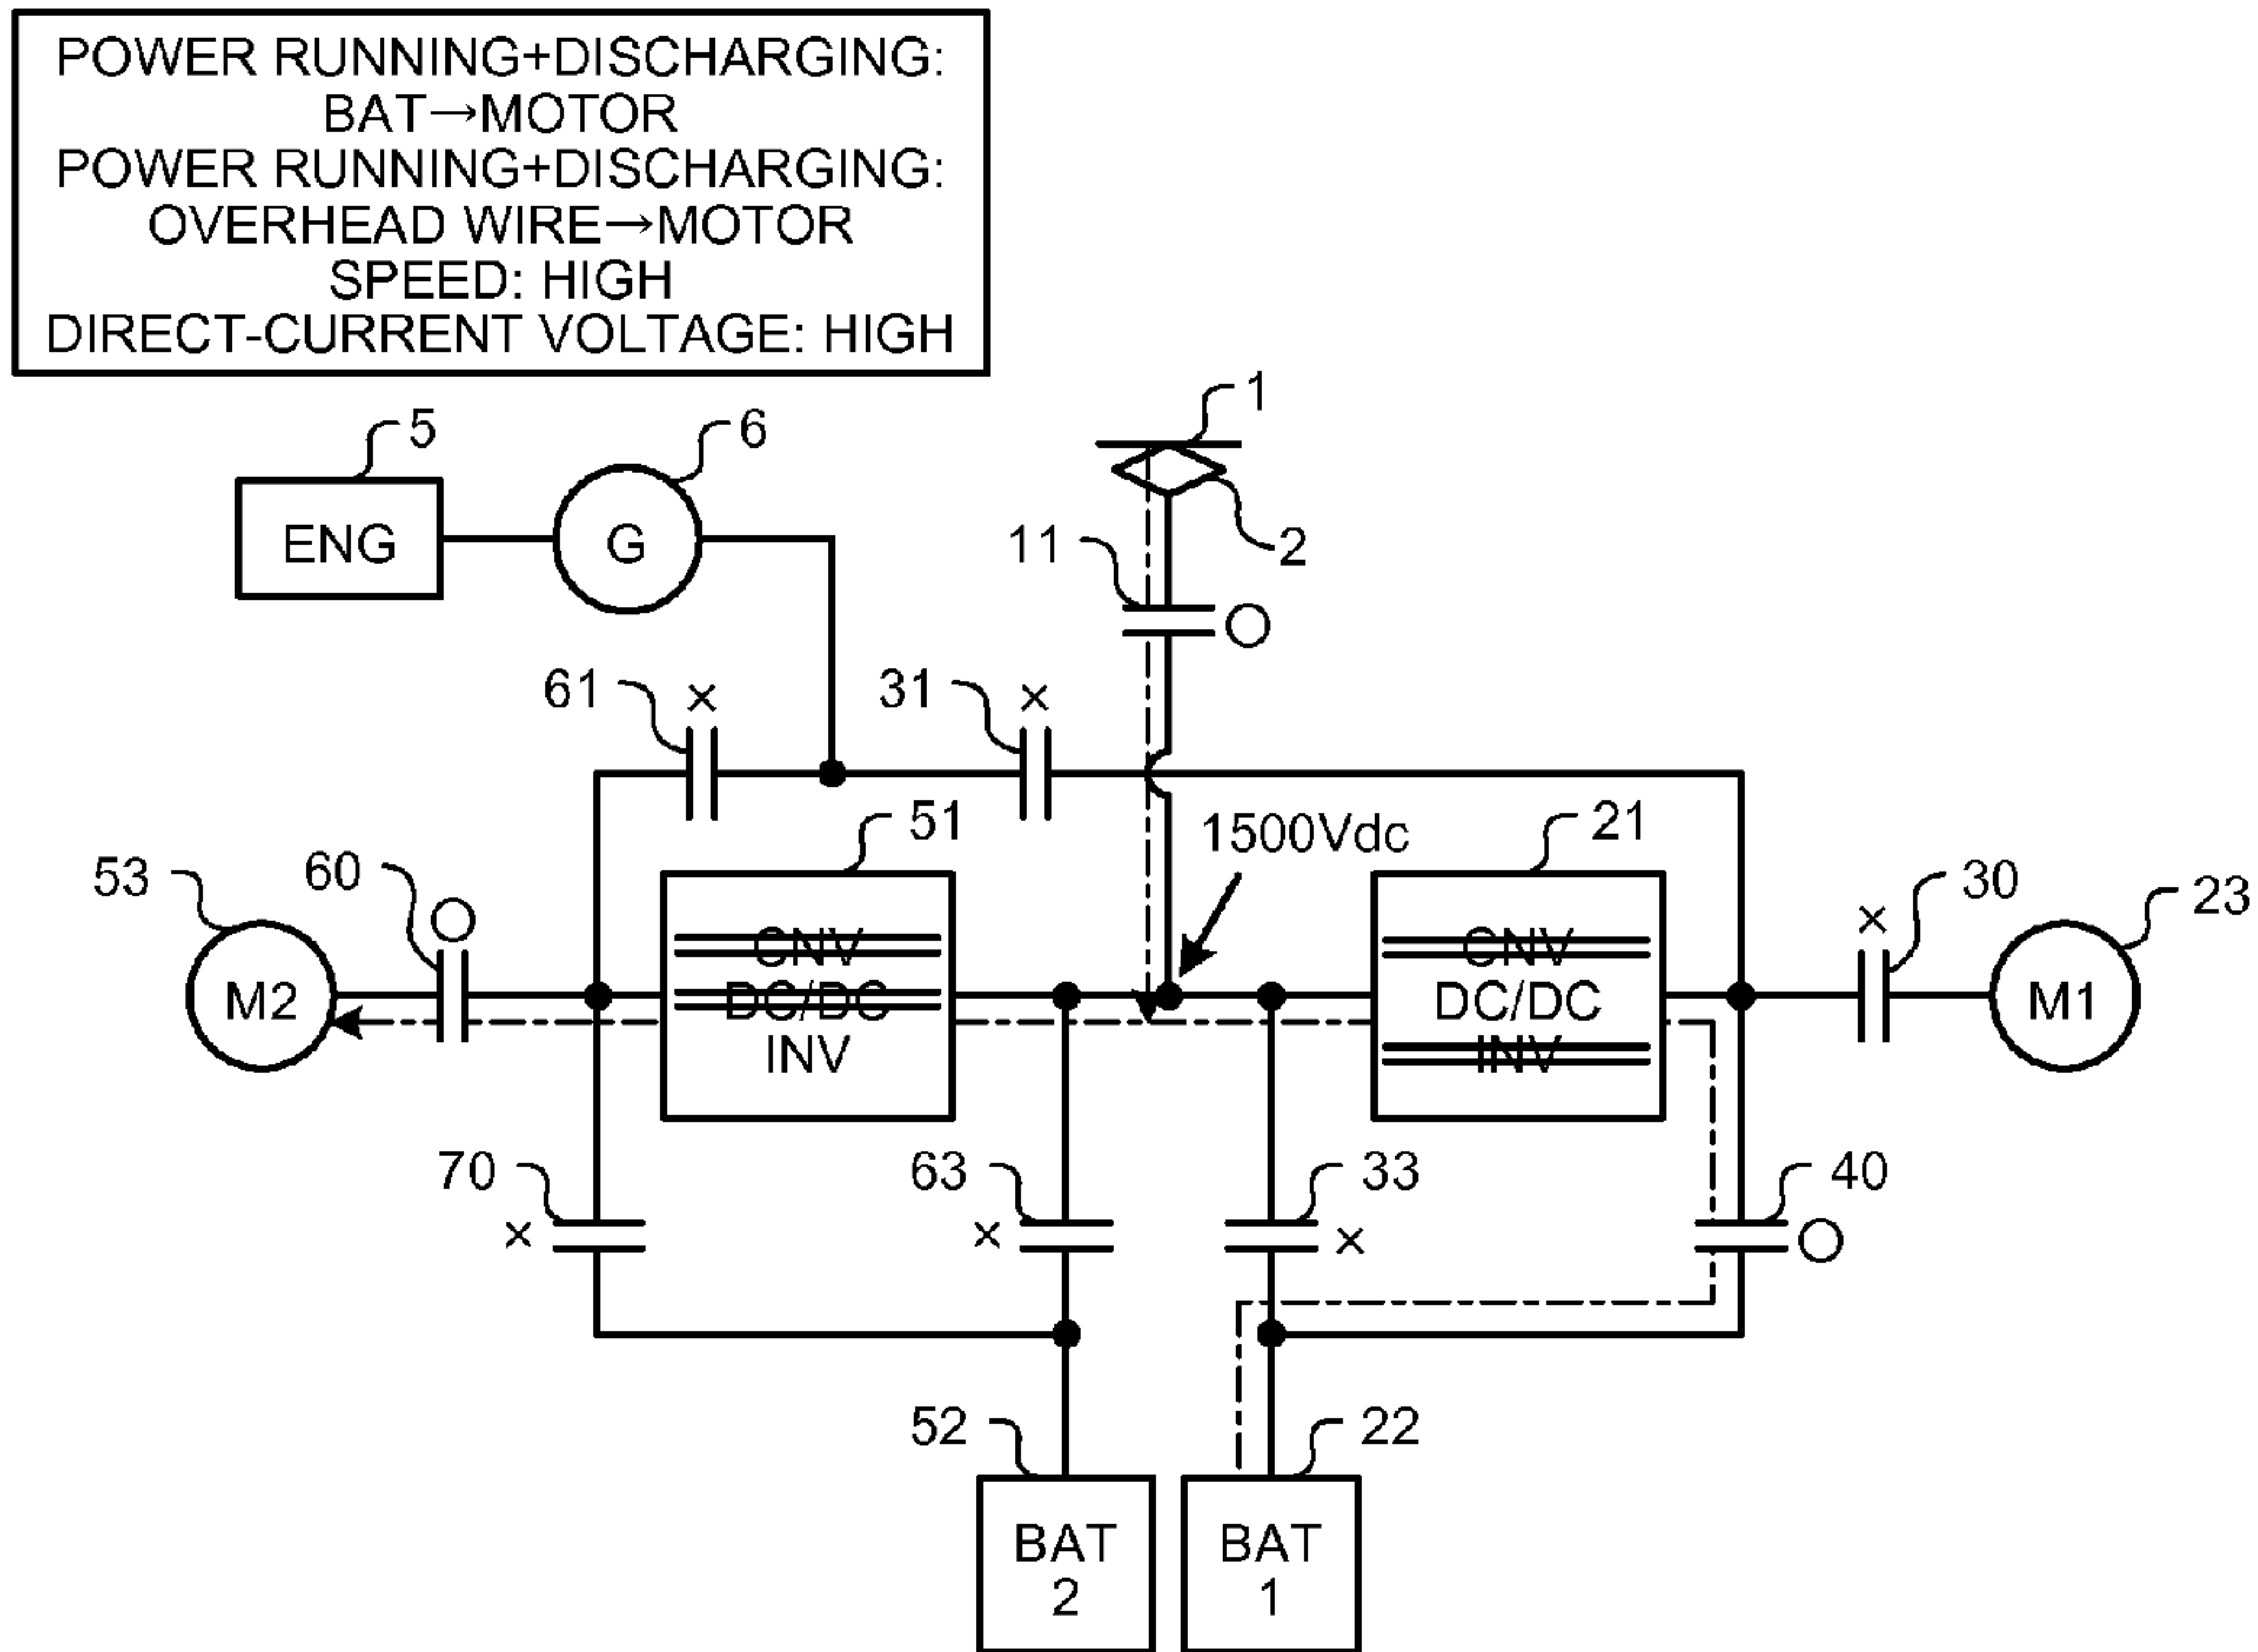 POWER RUNNING+DISCHARGING:
BAT→MOTOR
POWER RUNNING+DISCHARGING:
OVERHEAD WIRE→MOTOR
SPEED: HIGH
DIRECT-CURRENT VOLTAGE: HIGH
1
5
6
2
ENG
G
11
○
61
×
31
×
51
1500Vdc
21
53
60
○
30
×
23
CNV
CNV
M2
DC/DC
DC/DC
M1
INV
INV
70
×
63
×
33
×
40
○
52
22
BAT
2
BAT
1